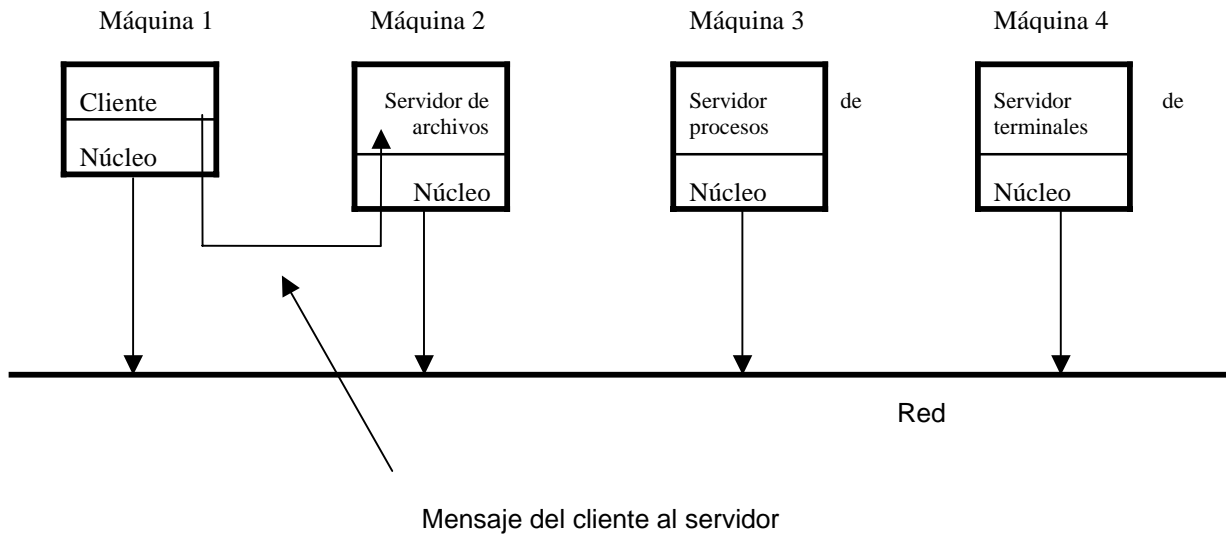 Máquina 1 Máquina 2 Máquina 3 Máquina 4
Cliente
Núcleo
Servidor de
archivos
Núcleo
Servidor de
procesos
Núcleo
Servidor de
terminales
Núcleo
Red
Mensaje del cliente al servidor